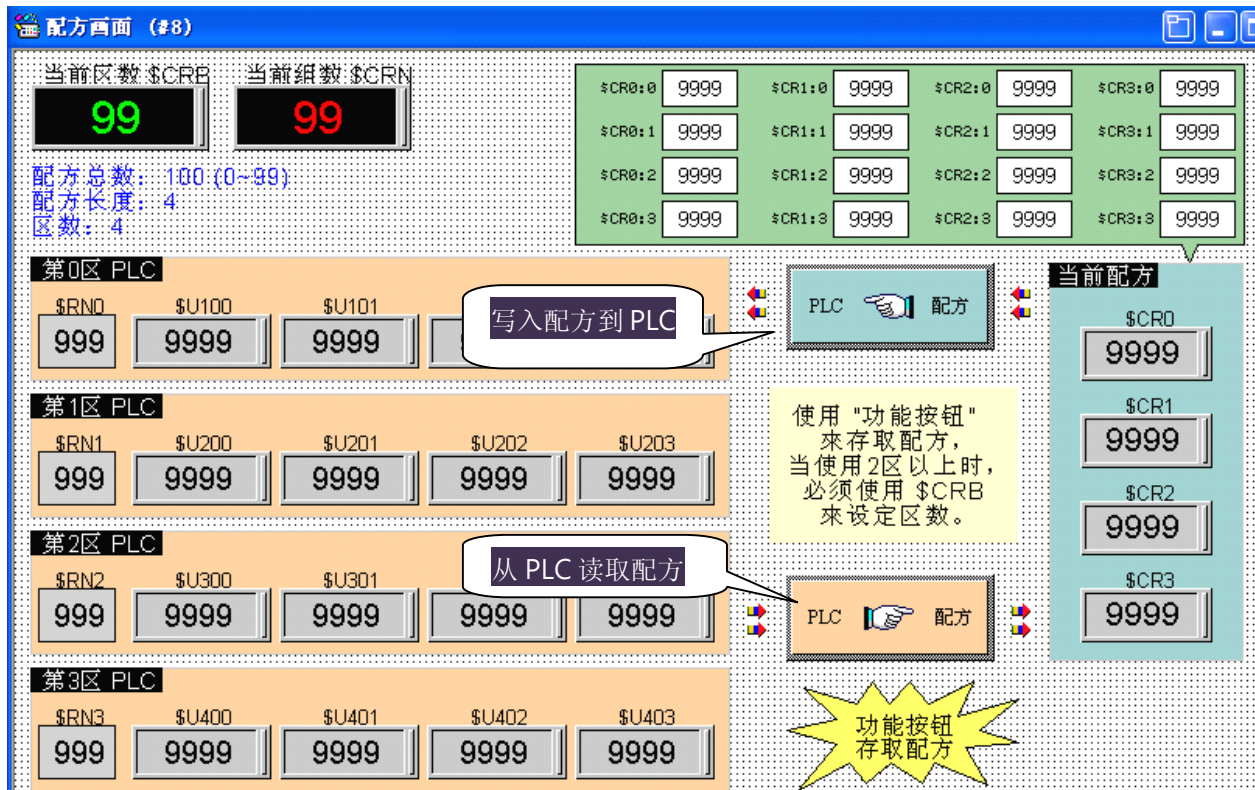 配方画面 (#8)
当前区数 $CRB
当前组数 $CRN
99
99
配方总数: 100 (0~99)
配方长度: 4
区数: 4
$CR0:0 9999 $CR1:0 9999 $CR2:0 9999 $CR3:0 9999
$CR0:1 9999 $CR1:1 9999 $CR2:1 9999 $CR3:1 9999
$CR0:2 9999 $CR1:2 9999 $CR2:2 9999 $CR3:2 9999
$CR0:3 9999 $CR1:3 9999 $CR2:3 9999 $CR3:3 9999
第0区 PLC
$RN0 $U100 $U101
999 9999 9999
写入配方到 PLC
PLC 配方
第1区 PLC
$RN1 $U200 $U201 $U202 $U203
999 9999 9999 9999 9999
使用 "功能按钮"
来存取配方,
当使用2区以上时,
必须使用 $CRB
来设定区数。
第2区 PLC
$RN2 $U300 $U301
999 9999 9999 9999 9999
从 PLC 读取配方
PLC 配方
第3区 PLC
$RN3 $U400 $U401 $U402 $U403
999 9999 9999 9999 9999
功能按钮
存取配方
当前配方
$CR0
9999
$CR1
9999
$CR2
9999
$CR3
9999